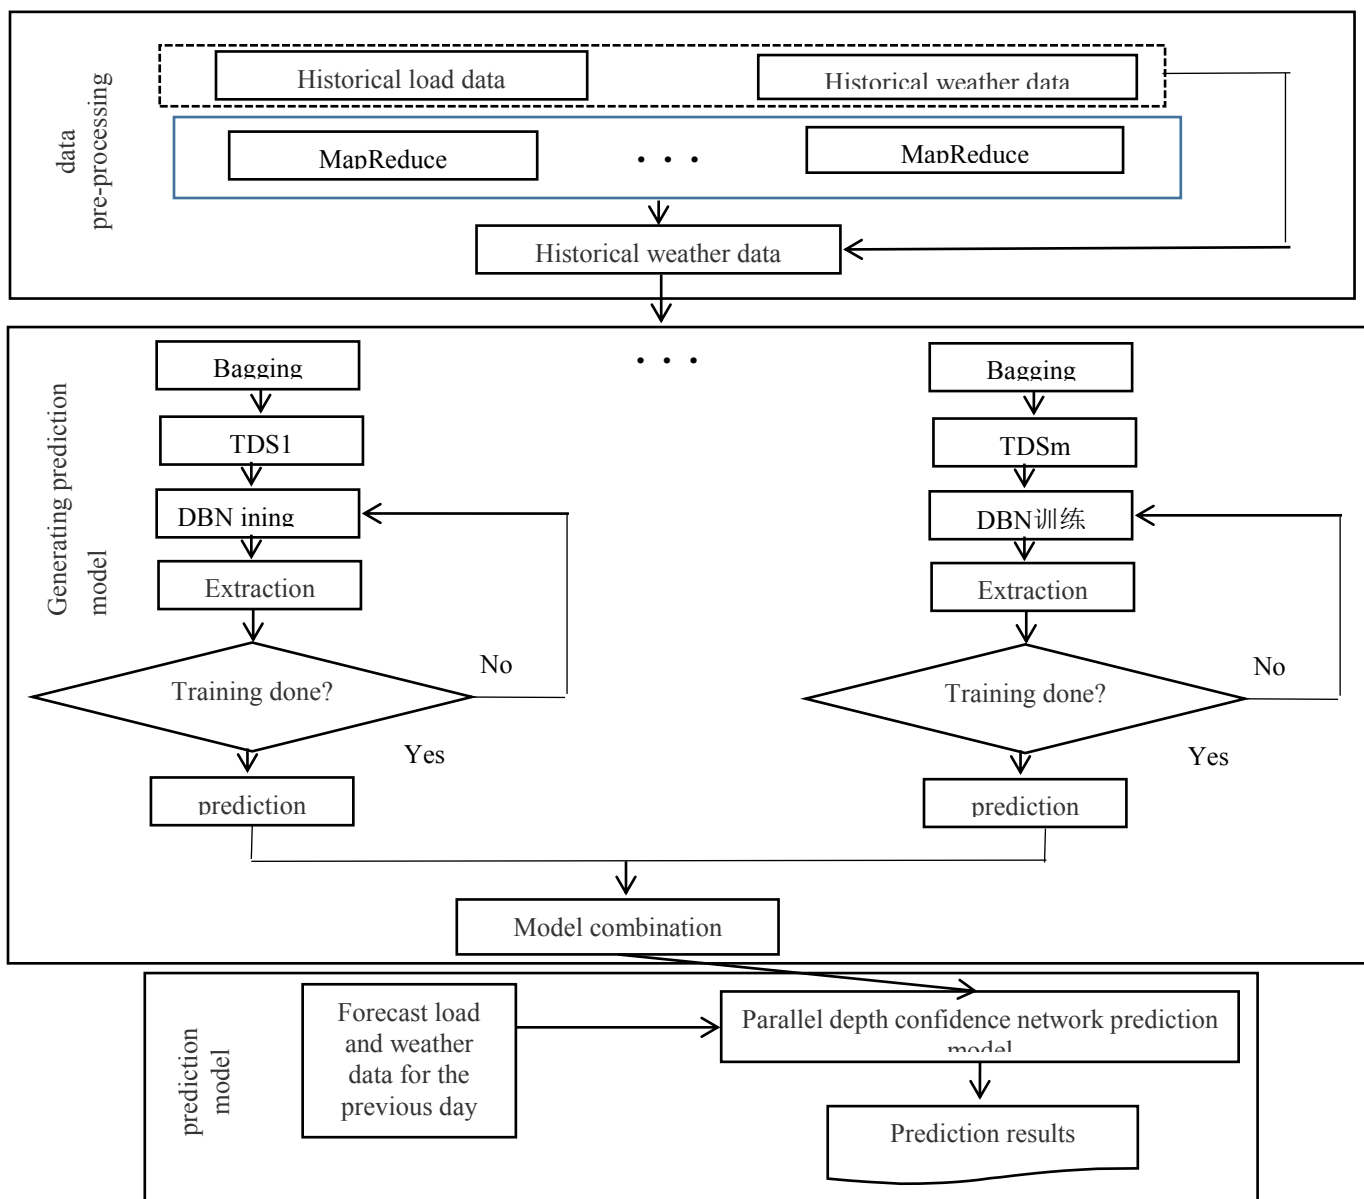 data
pre-processing
Historical load data
Historical weather data
MapReduce
. . .
MapReduce
Historical weather data
Generating prediction
model
. . .
Bagging
TDS1
DBN ining
Extraction
Training done?
No
Yes
prediction
Bagging
TDSm
DBN训练
Extraction
Training done?
No
Yes
prediction
Model combination
prediction
model
Forecast load
and weather
data for the
previous day
Parallel depth confidence network prediction
model
Prediction results